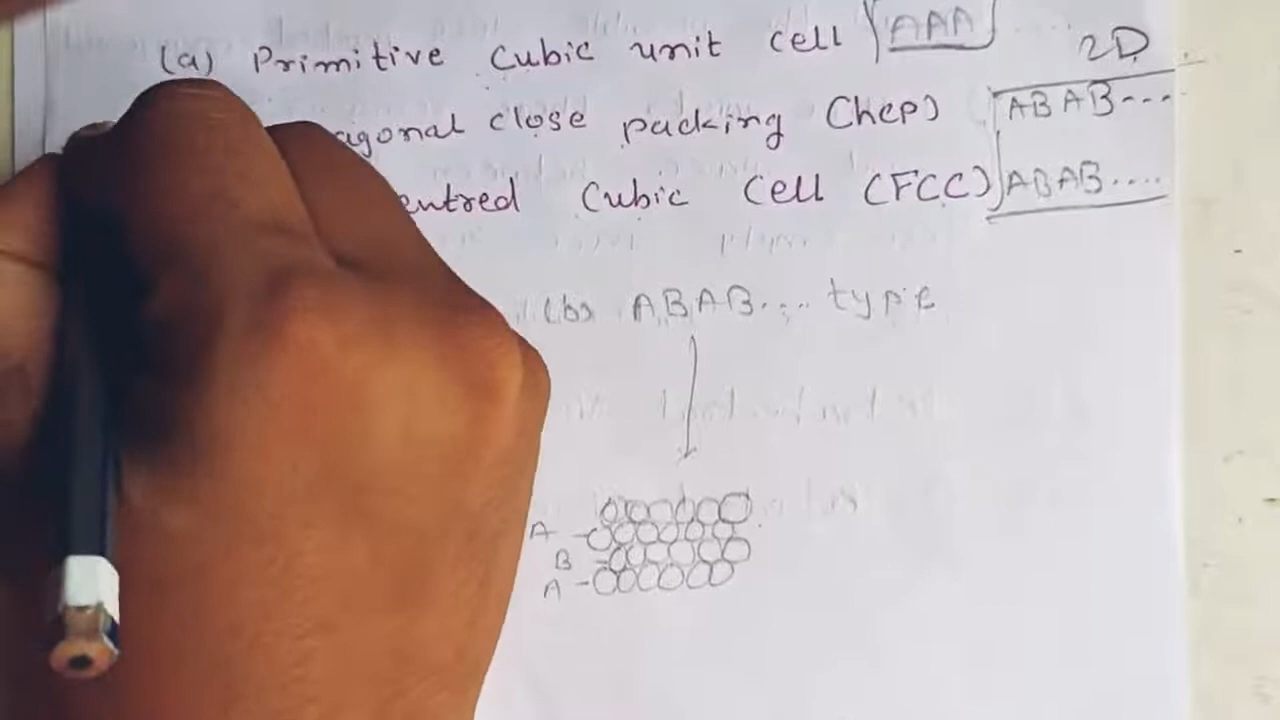 (a) Primitive Cubic unit cell AAA
2D
agonal close packing (hcp) ABAB---
entred Cubic Cell (FCC) ABAB....
(b) ABAB.... type
A
B
A